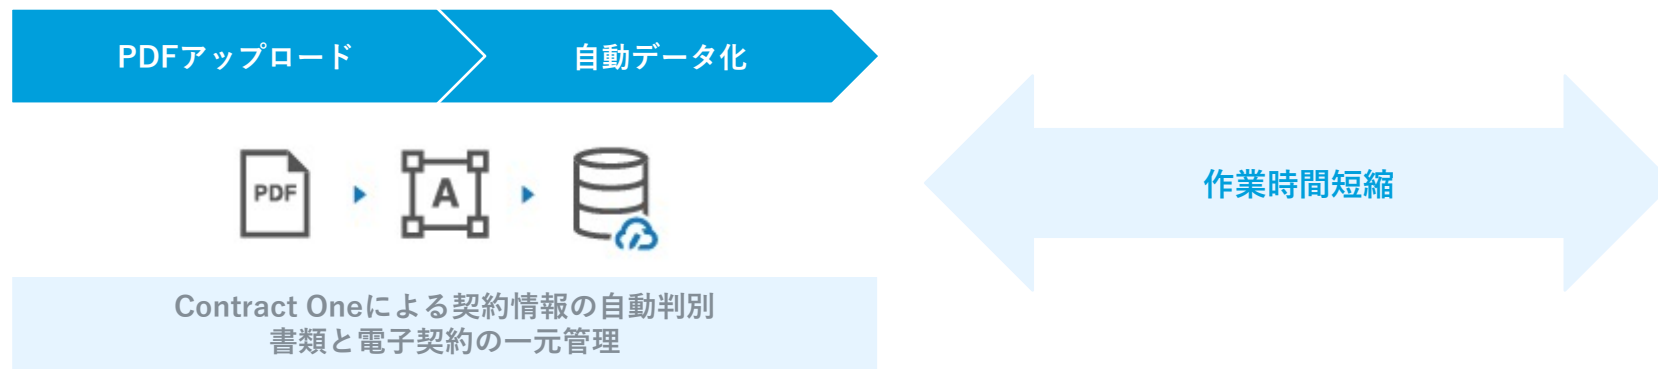 PDFアップロード
自動データ化
PDF
A
作業時間短縮
Contract Oneによる契約情報の自動判別
書類と電子契約の一元管理